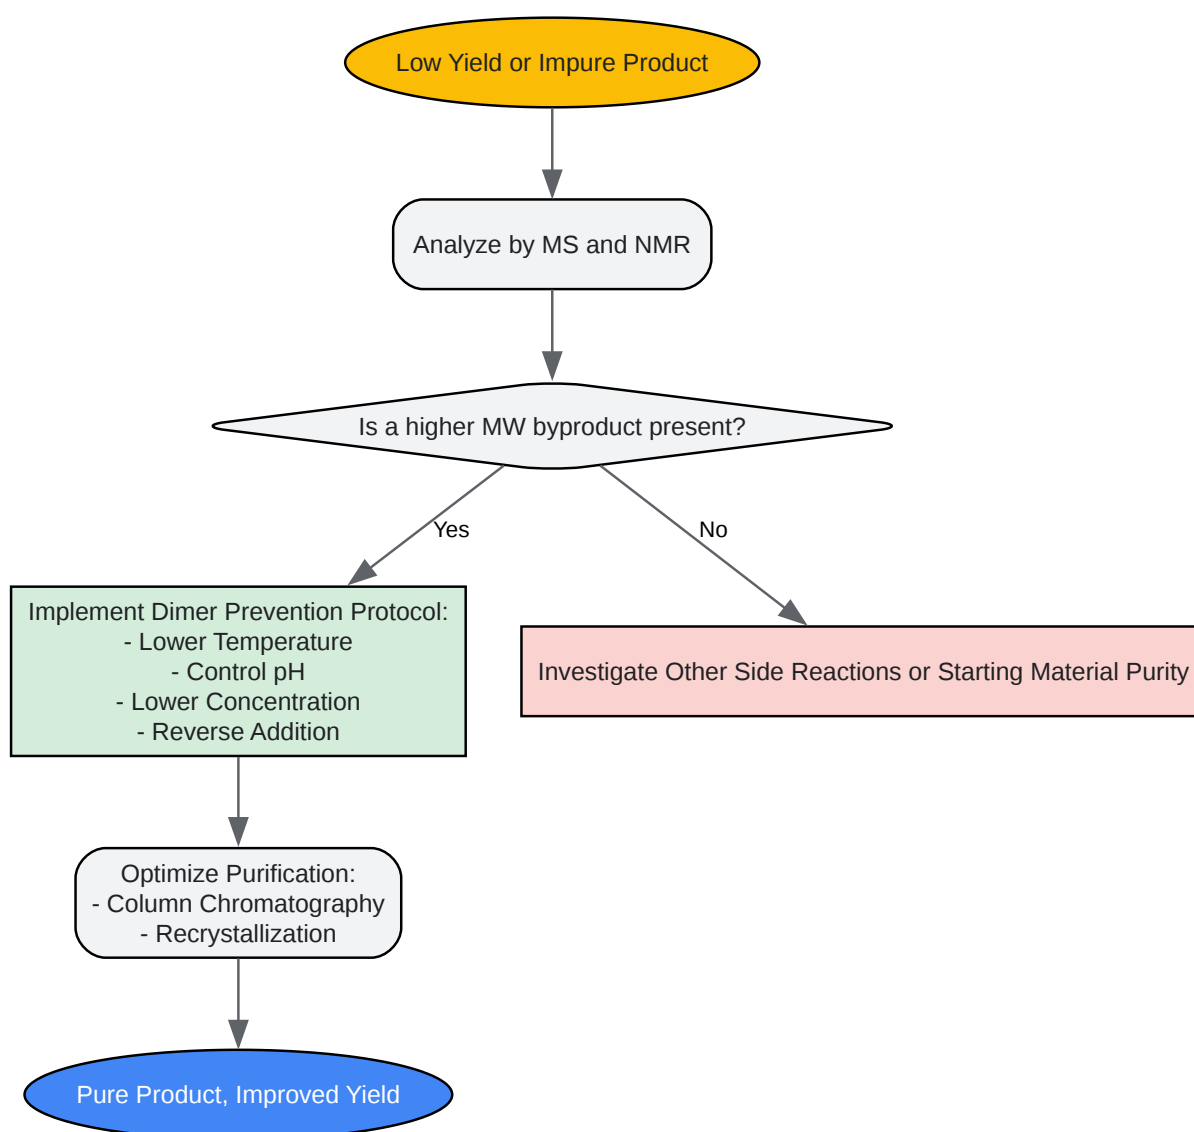 Low Yield or Impure Product
Analyze by MS and NMR
Is a higher MW byproduct present?
Yes
No
Implement Dimer Prevention Protocol:
- Lower Temperature
- Control pH
- Lower Concentration
- Reverse Addition
Investigate Other Side Reactions or Starting Material Purity
Optimize Purification:
- Column Chromatography
- Recrystallization
Pure Product, Improved Yield